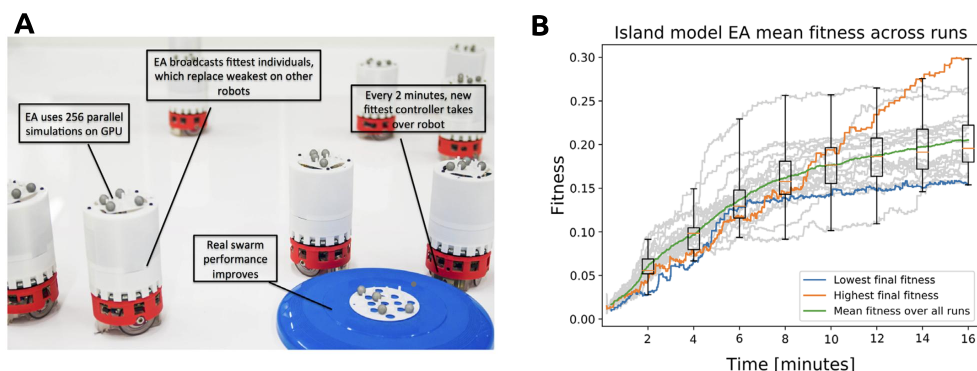 A
EA broadcasts fittest individuals,
which replace weakest on other
robots
EA uses 256 parallel
simulations on GPU
Every 2 minutes, new
fittest controller takes
over robot
Real swarm
performance
improves
B
Island model EA mean fitness across runs
Fitness
0.30
0.25
0.20
0.15
0.10
0.05
0.00
Lowest final fitness
Highest final fitness
Mean fitness over all runs
2 4 6 8 10 12 14 16
Time [minutes]